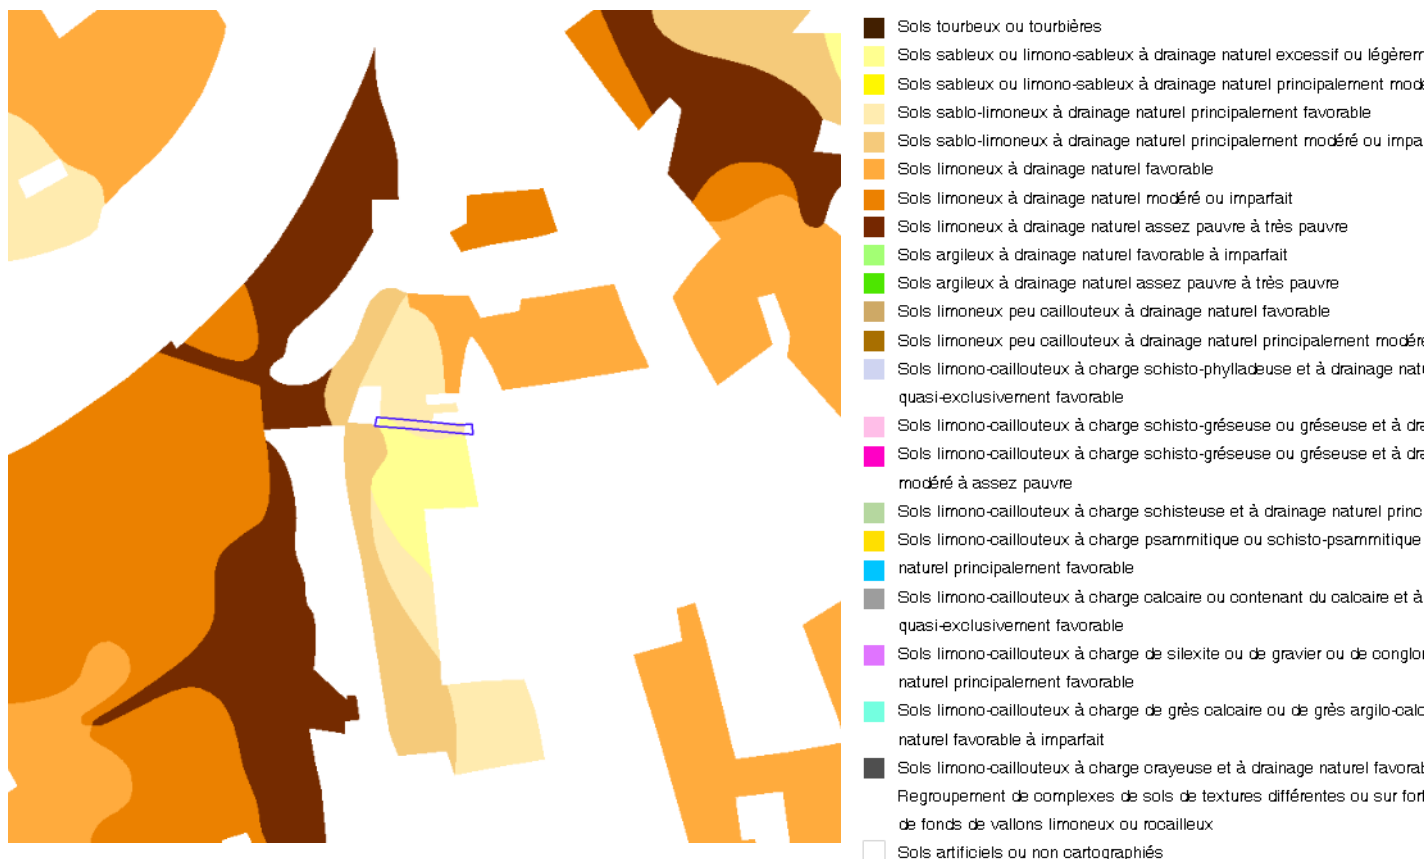 Sols tourbeux ou tourbières
Sols sableux ou limono-sableux à drainage naturel excessif ou légèrem
Sols sableux ou limono-sableux à drainage naturel principalement modé
Sols sablo-limoneux à drainage naturel principalement favorable
Sols sablo-limoneux à drainage naturel principalement modéré ou impa
Sols limoneux à drainage naturel favorable
Sols limoneux à drainage naturel modéré ou imparfait
Sols limoneux à drainage naturel assez pauvre à très pauvre
Sols argileux à drainage naturel favorable à imparfait
Sols argileux à drainage naturel assez pauvre à très pauvre
Sols limoneux peu caillouteux à drainage naturel favorable
Sols limoneux peu caillouteux à drainage naturel principalement modéré
Sols limono-caillouteux à charge schisto-phylladeuse et à drainage natu
quasi-exclusivement favorable
Sols limono-caillouteux à charge schisto-gréseuse ou gréseuse et à dra
Sols limono-caillouteux à charge schisto-gréseuse ou gréseuse et à dra
modéré à assez pauvre
Sols limono-caillouteux à charge schisteuse et à drainage naturel princ
Sols limono-caillouteux à charge psammitique ou schisto-psammitique
naturel principalement favorable
Sols limono-caillouteux à charge calcaire ou contenant du calcaire et à
quasi-exclusivement favorable
Sols limono-caillouteux à charge de silexite ou de gravier ou de conglor
naturel principalement favorable
Sols limono-caillouteux à charge de grès calcaire ou de grès argilo-calc
naturel favorable à imparfait
Sols limono-caillouteux à charge crayeuse et à drainage naturel favorab
Regroupement de complexes de sols de textures différentes ou sur fort
de fonds de vallons limoneux ou rocailleux
Sols artificiels ou non cartographiés